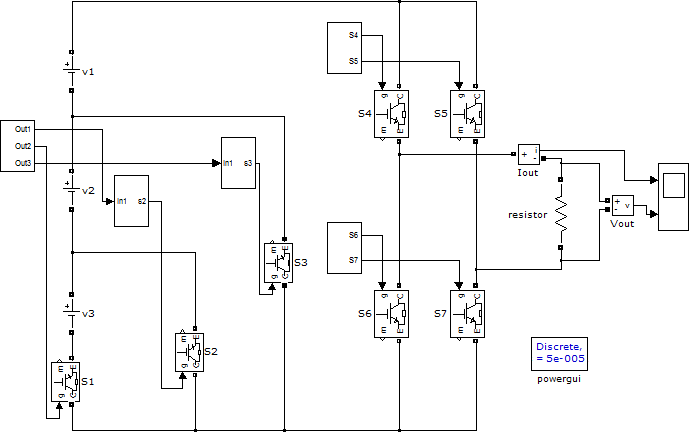 v1
S4
S5
g
C
m
E
S4
g
C
m
E
S5
Out1
Out2
Out3
In1
s3
In1
s2
v2
+
i
-
Iout
resistor
+
-
v
Vout
m
E
g
C
S3
S6
S7
v3
g
C
m
E
S6
g
C
m
E
S7
m
E
g
C
S2
m
E
g
C
S1
Discrete,
= 5e-005
powergui